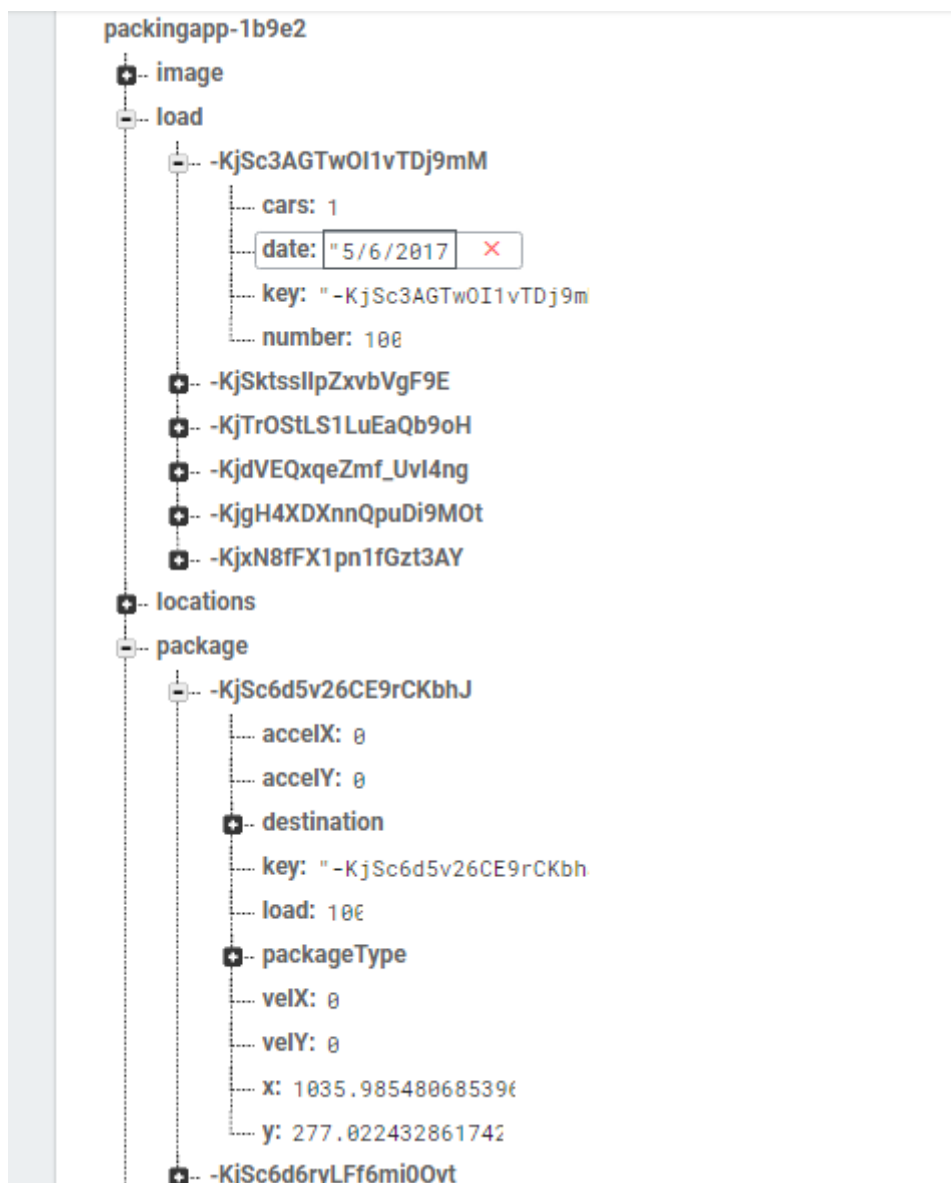 packingapp-1b9e2
image
load
-KjSc3AGTwOI1vTDj9mM
cars: 1
date: "5/6/2017
key: "-KjSc3AGTwOI1vTDj9m
number: 100
-KjSktssIlpZxvbVgF9E
-KjTrOStLS1LuEaQb9oH
-KjdVEQxqeZmf_UvI4ng
-KjgH4XDXnnQpuDi9MOt
-KjxN8fFX1pn1fGzt3AY
locations
package
-KjSc6d5v26CE9rCKbhJ
accelX: 0
accelY: 0
destination
key: "-KjSc6d5v26CE9rCKbh
load: 100
packageType
velX: 0
velY: 0
x: 1035.985480685396
y: 277.022432861742
-KjSc6d6ryLFf6mi0Ovt